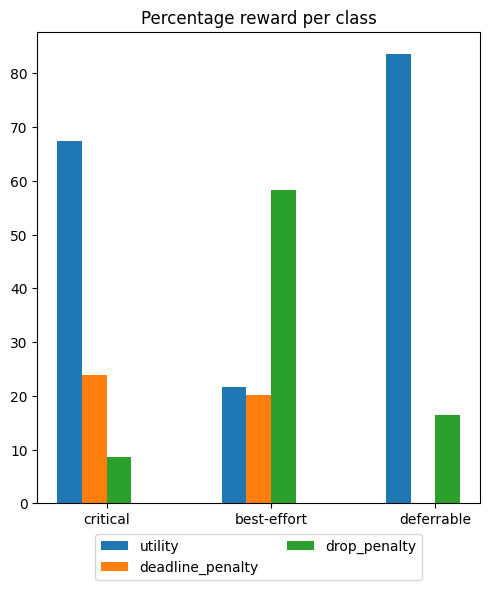 Percentage reward per class
80
70
60
50
40
30
20
10
0
critical best-effort deferrable
utility drop_penalty
deadline_penalty